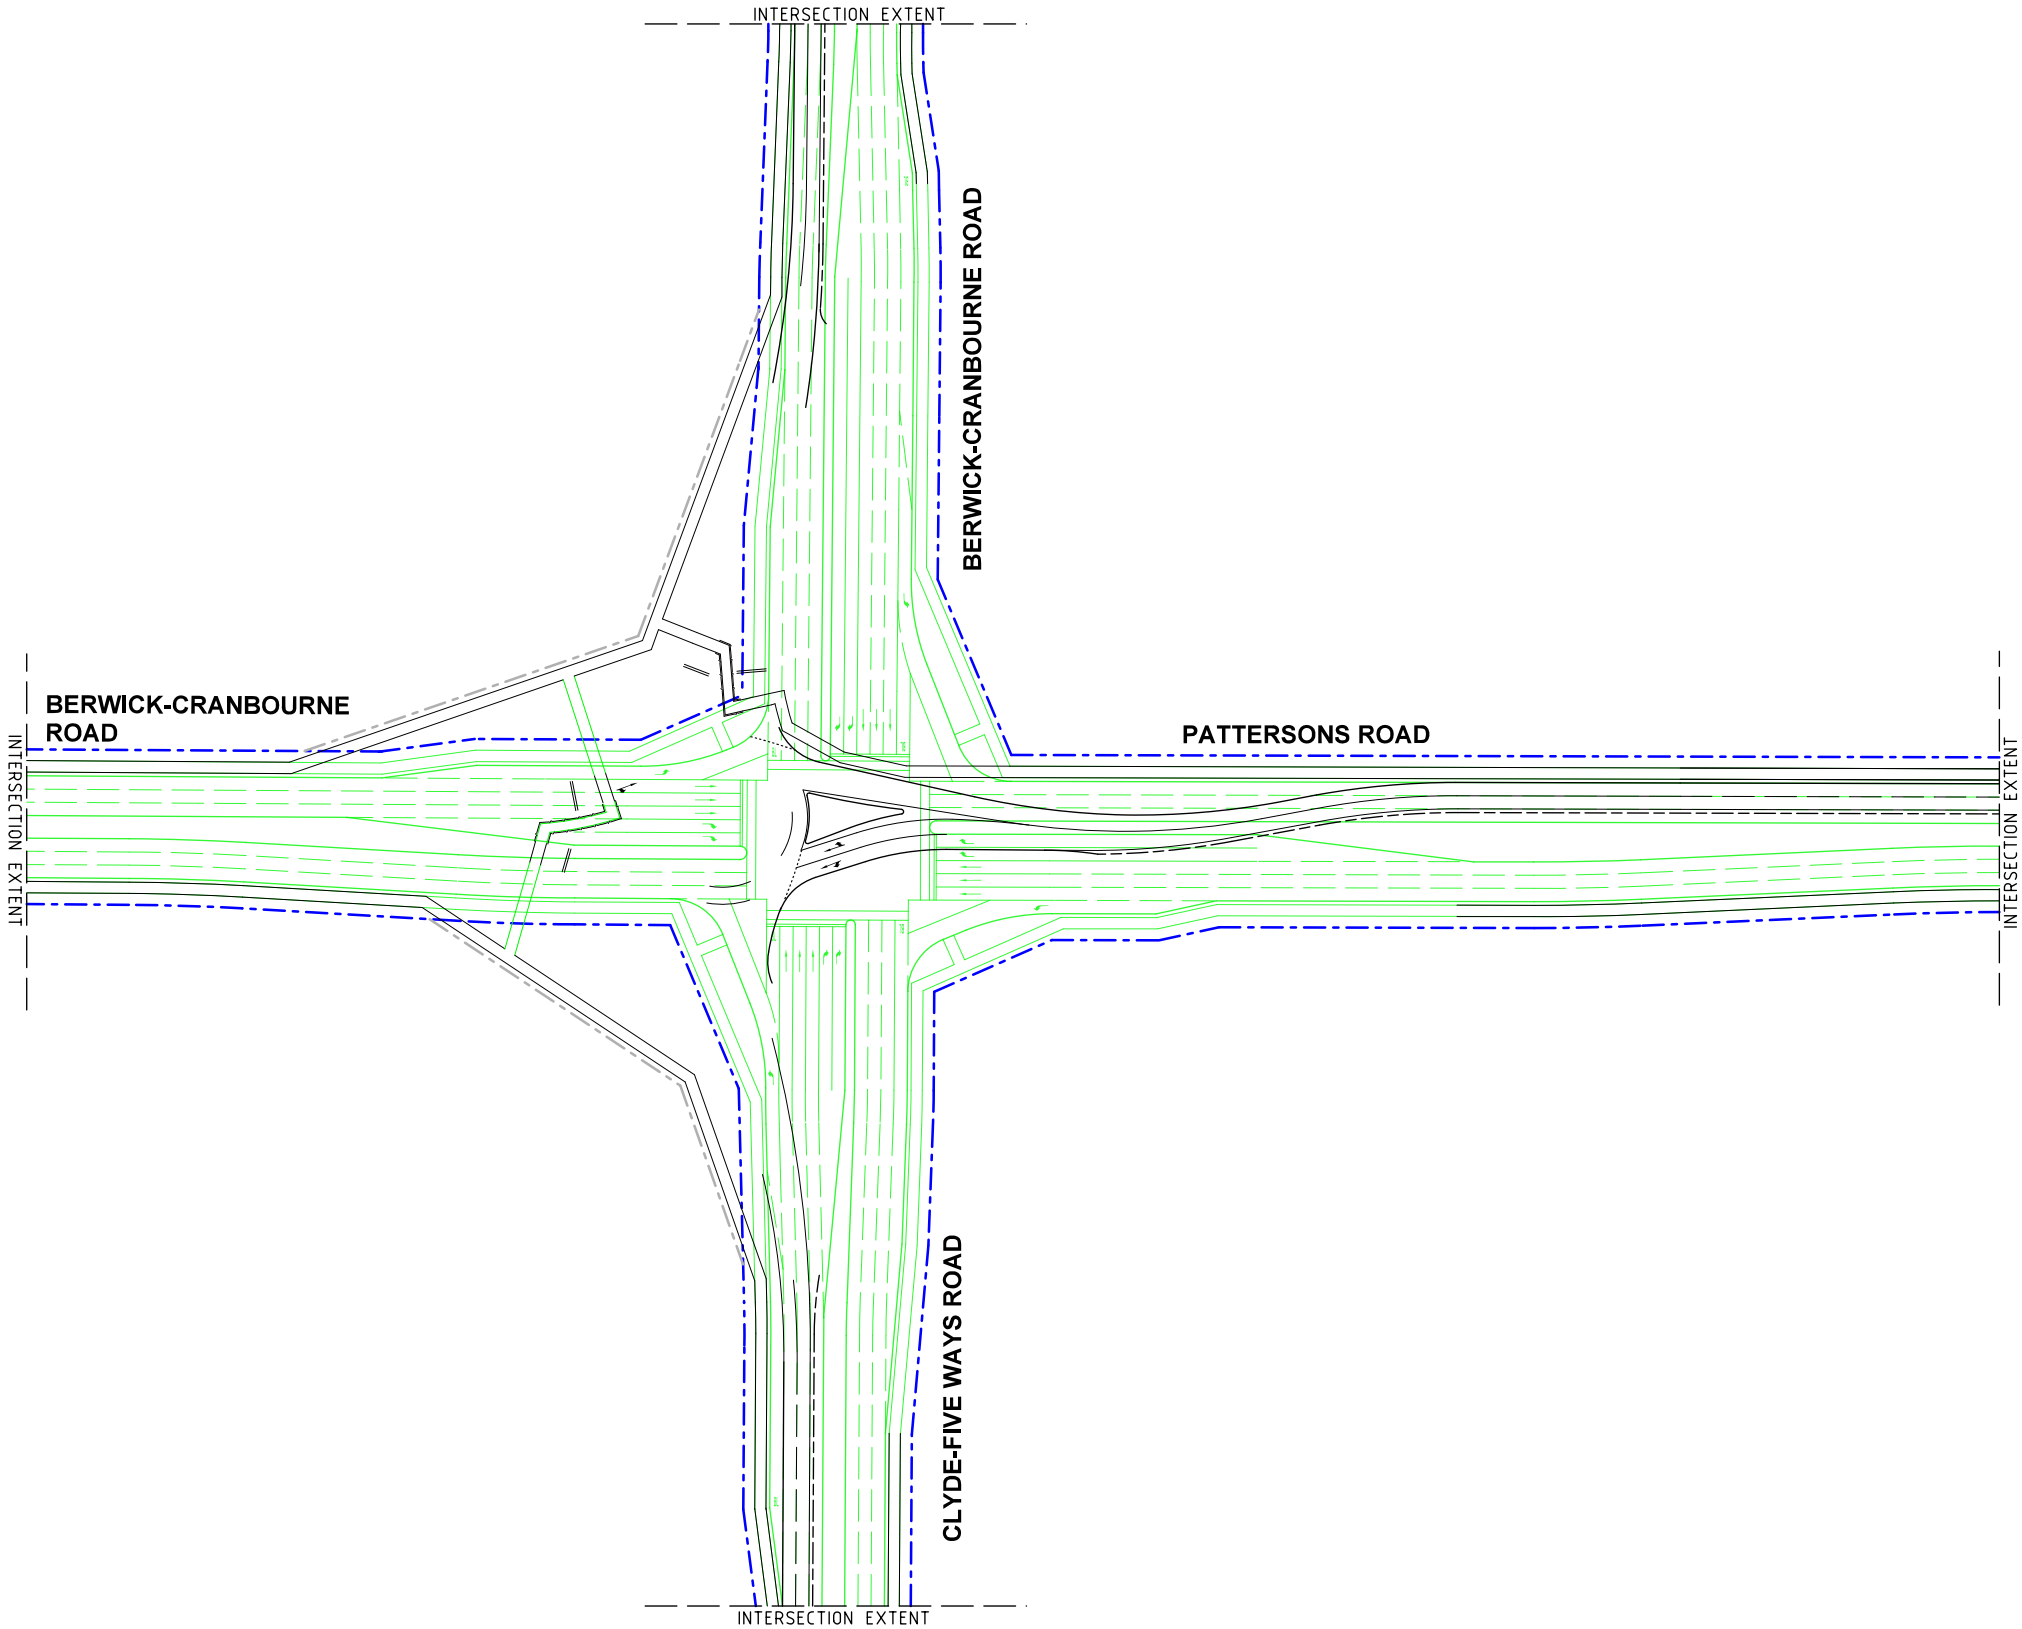 INTERSECTION EXTENT
BERWICK-CRANBOURNE ROAD
BERWICK-CRANBOURNE
ROAD
PATTERSONS ROAD
INTERSECTION EXTENT
INTERSECTION EXTENT
CLYDE-FIVE WAYS ROAD
INTERSECTION EXTENT